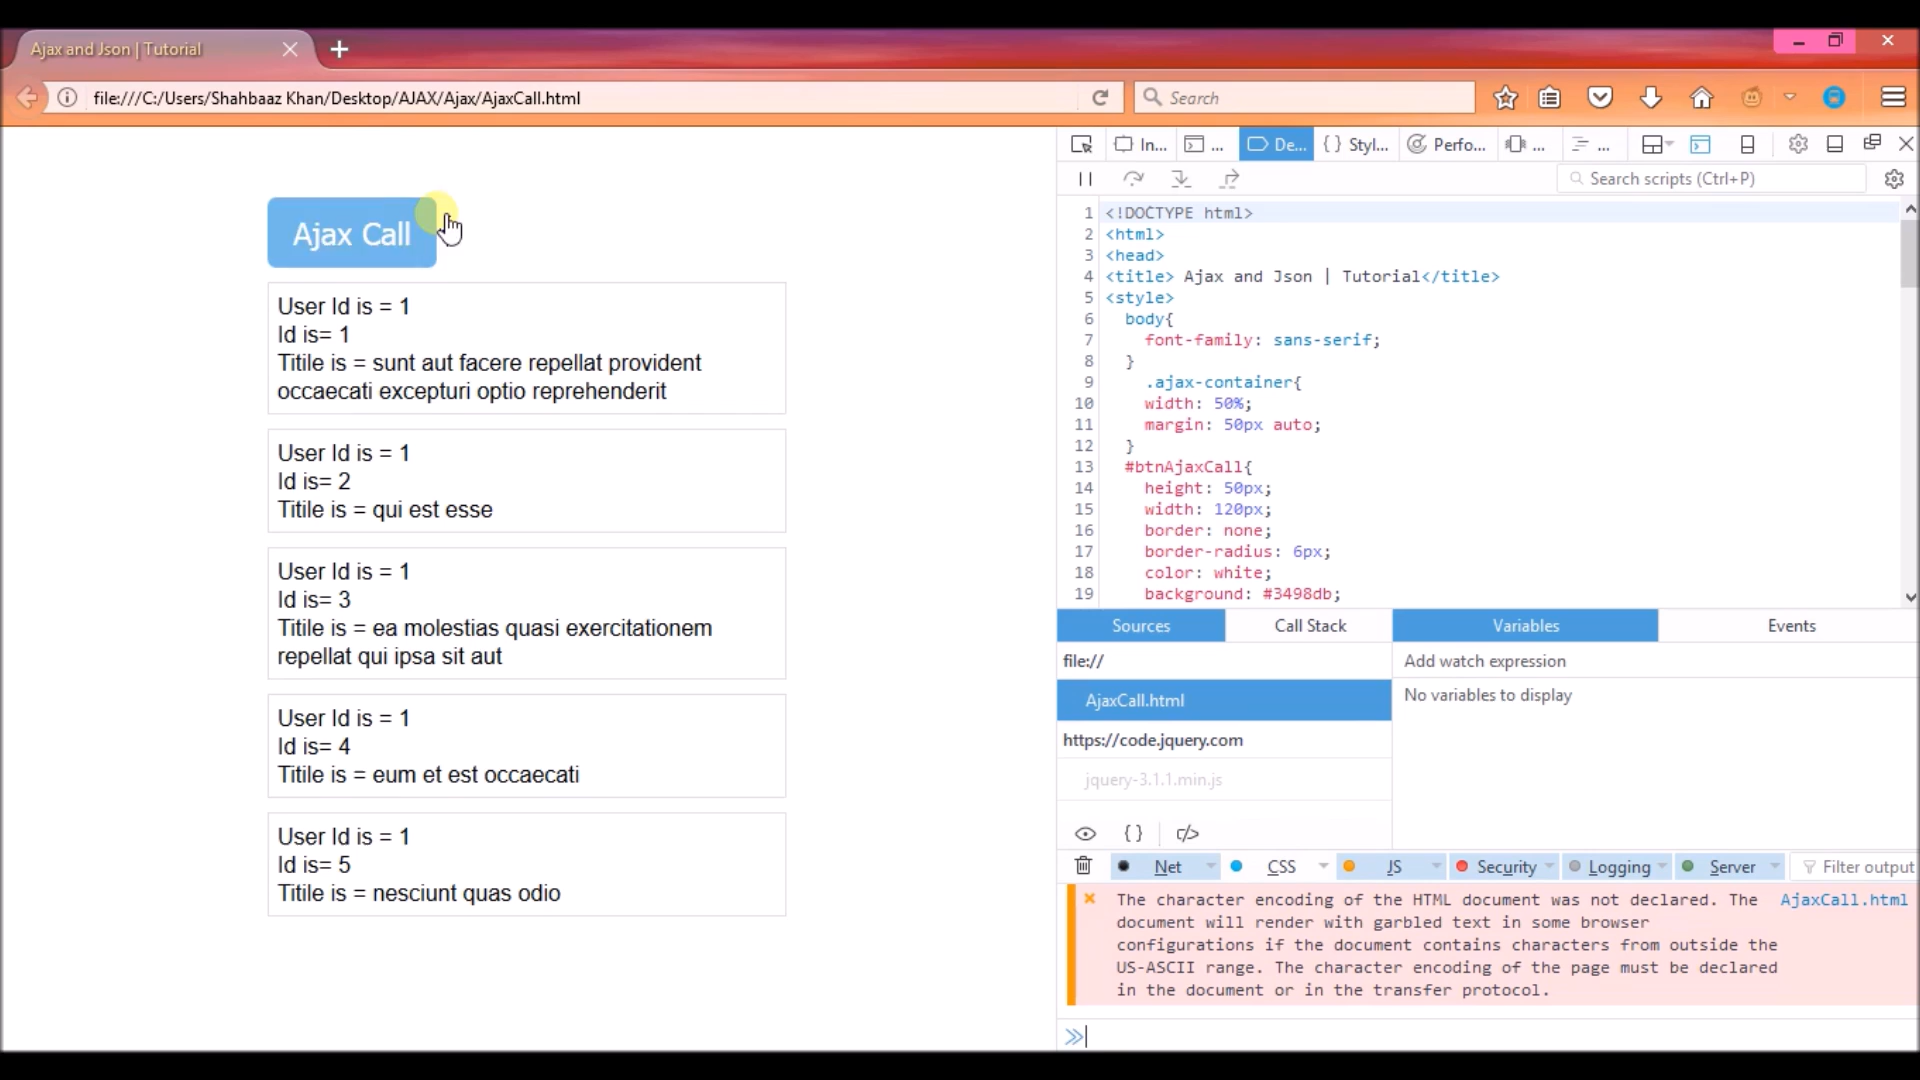 Ajax and Json | Tutorial
file:///C:/Users/Shahbaaz Khan/Desktop/AJAX/Ajax/AjaxCall.html
Search
Ajax Call
User Id is = 1
Id is= 1
Titile is = sunt aut facere repellat provident
occaecati excepturi optio reprehenderit
User Id is = 1
Id is= 2
Titile is = qui est esse
User Id is = 1
Id is= 3
Titile is = ea molestias quasi exercitationem
repellat qui ipsa sit aut
User Id is = 1
Id is= 4
Titile is = eum et est occaecati
User Id is = 1
Id is= 5
Titile is = nesciunt quas odio
In... ... De... { } Styl... Perfo... ... ...
Search scripts (Ctrl+P)
1 <!DOCTYPE html>
2 <html>
3 <head>
4 <title> Ajax and Json | Tutorial</title>
5 <style>
6 body{
7 font-family: sans-serif;
8 }
9 .ajax-container{
10 width: 50%;
11 margin: 50px auto;
12 }
13 #btnAjaxCall{
14 height: 50px;
15 width: 120px;
16 border: none;
17 border-radius: 6px;
18 color: white;
19 background: #3498db;
Sources Call Stack Variables Events
file://
AjaxCall.html
https://code.jquery.com
jquery-3.1.1.min.js
Add watch expression
No variables to display
{ } </>
Net CSS JS Security Logging Server Filter output
The character encoding of the HTML document was not declared. The AjaxCall.html
document will render with garbled text in some browser
configurations if the document contains characters from outside the
US-ASCII range. The character encoding of the page must be declared
in the document or in the transfer protocol.